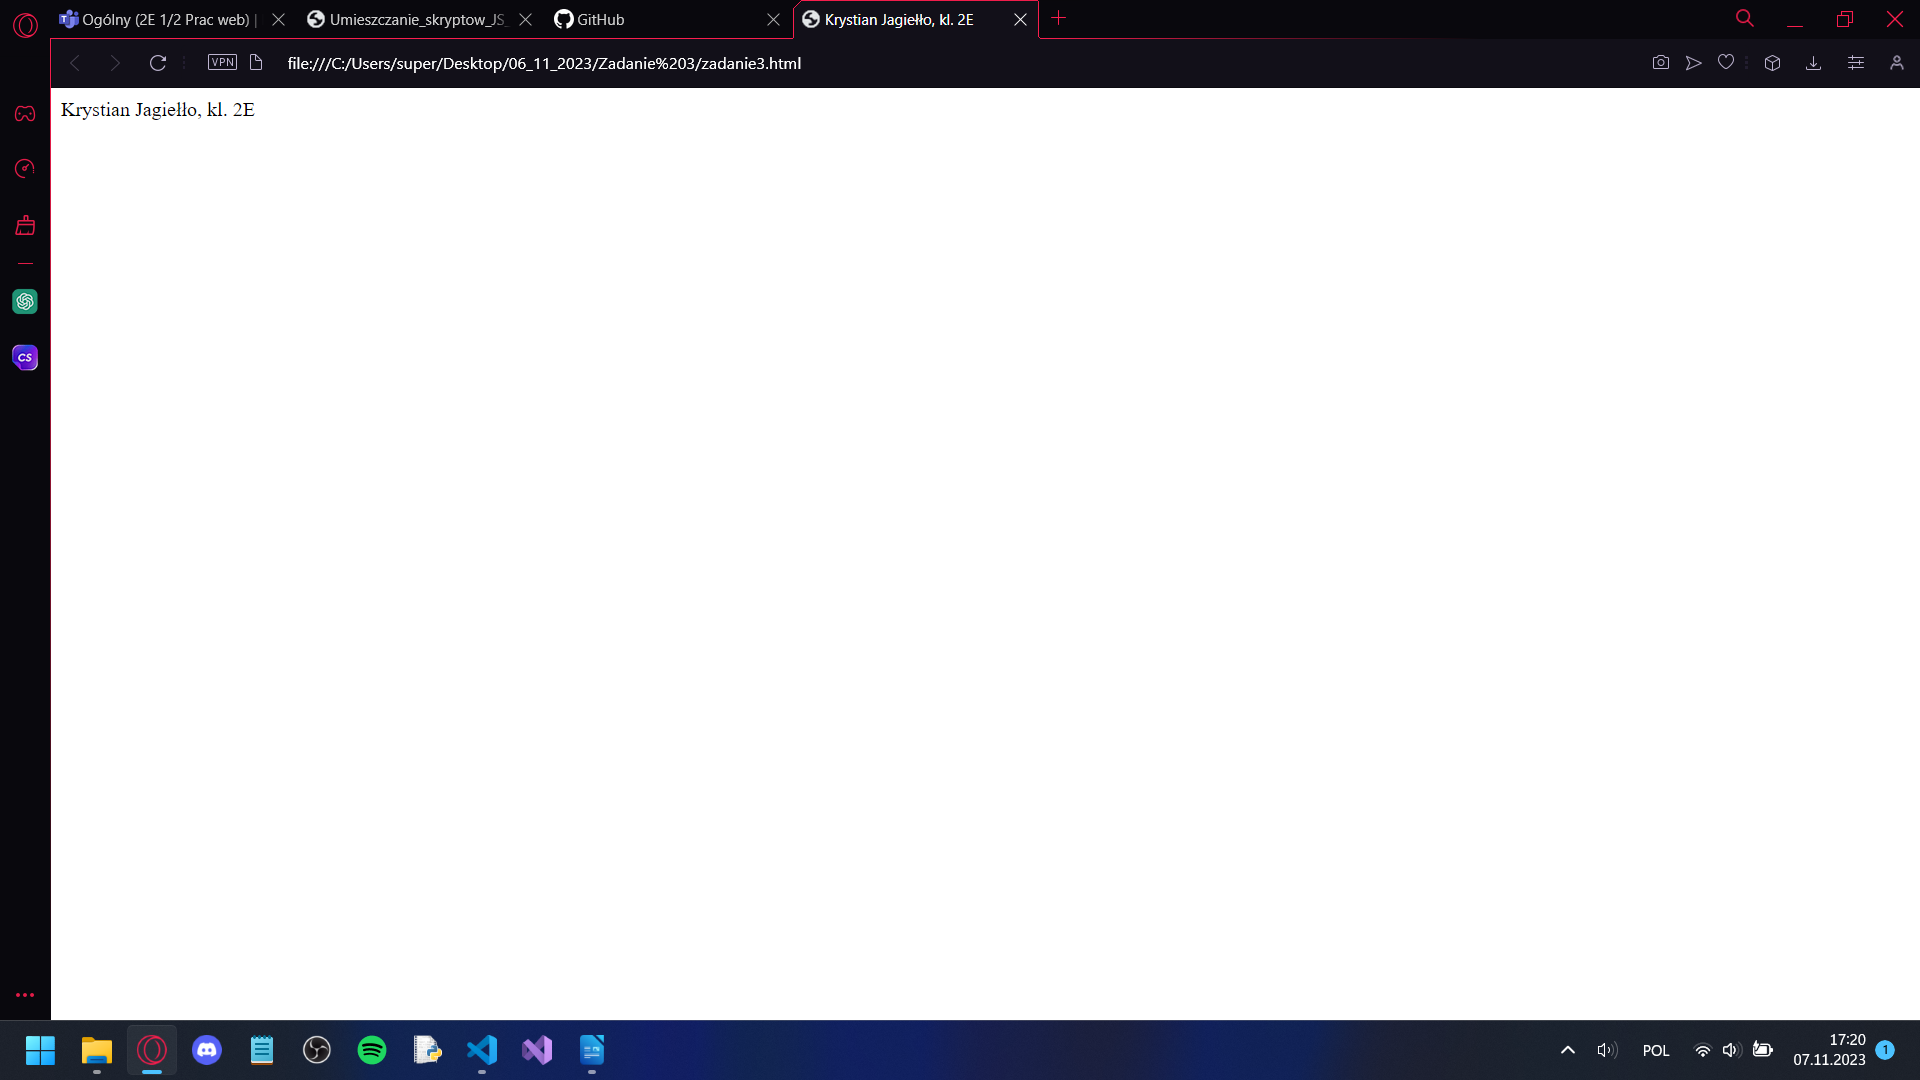 Ogólny (2E 1/2 Prac web) |
Umieszczanie_skryptow_JS_
GitHub
Krystian Jagiełło, kl. 2E
VPN
file:///C:/Users/super/Desktop/06_11_2023/Zadanie%203/zadanie3.html
Krystian Jagiełło, kl. 2E
CS
POL
17:20
07.11.2023
1